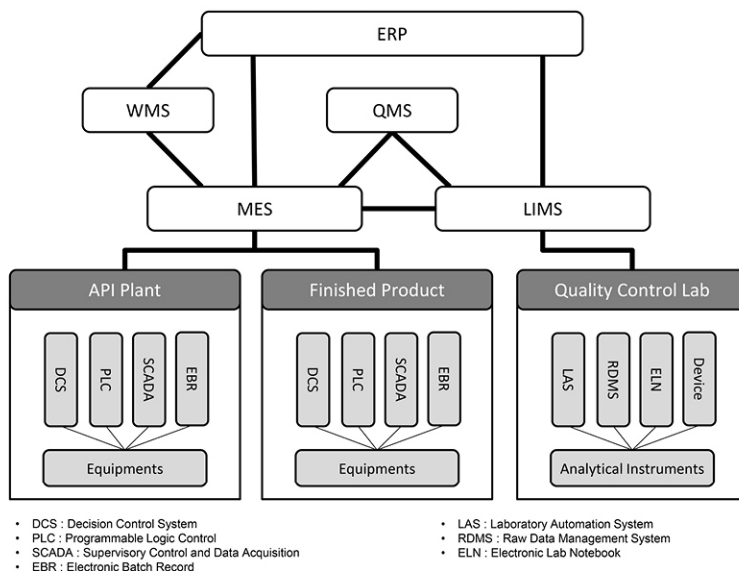 ERP
WMS
QMS
MES
LIMS
API Plant
Finished Product
Quality Control Lab
DCS
PLC
SCADA
EBR
DCS
PLC
SCADA
EBR
LAS
RDMS
ELN
Device
Equipments
Equipments
Analytical Instruments
• DCS : Decision Control System
• PLC : Programmable Logic Control
• SCADA : Supervisory Control and Data Acquisition
• EBR : Electronic Batch Record
• LAS : Laboratory Automation System
• RDMS : Raw Data Management System
• ELN : Electronic Lab Notebook